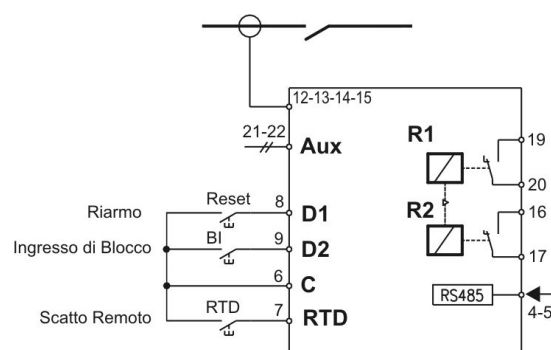 12-13-14-15
21-22
Aux
R1
19
20
Riarmo
Reset
8
D1
R2
16
Ingresso di Blocco
BI
9
D2
17
6
C
RS485
4-5
Scatto Remoto
RTD
7
RTD